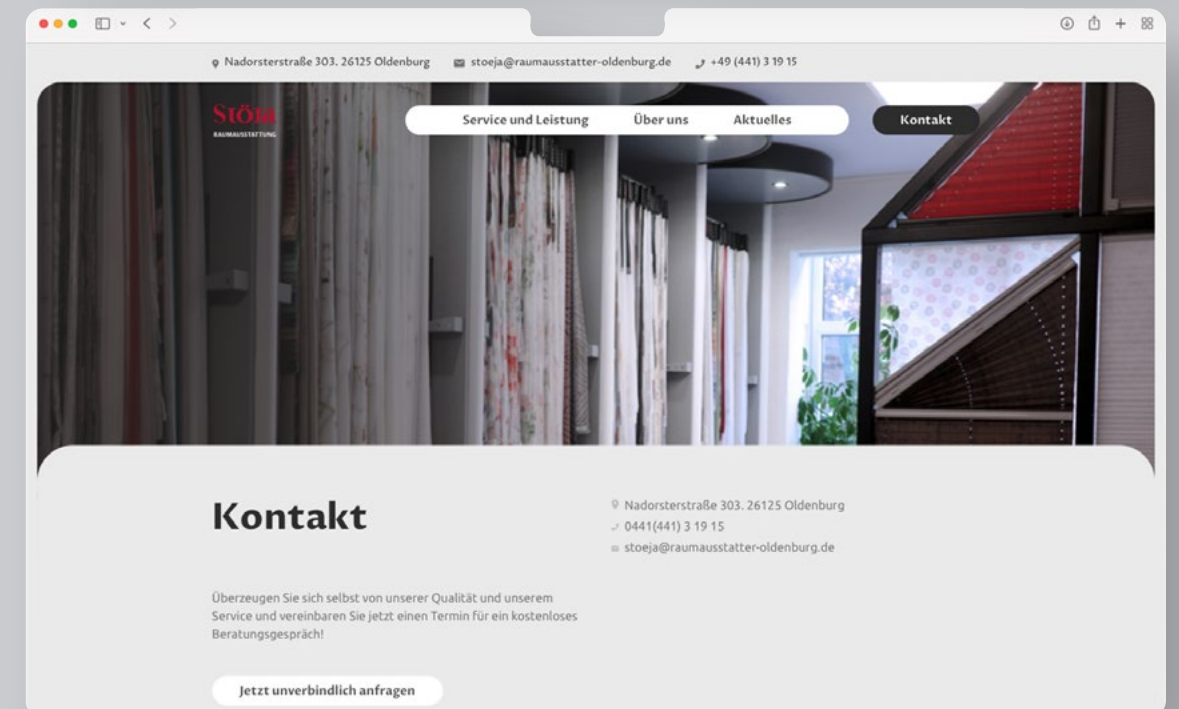 Nadorsterstraße 303. 26125 Oldenburg
stoeja@raumausstatter-oldenburg.de
+49 (441) 3 19 15
RAUMAUSSTATTUNG
Service und Leistung
Über uns
Aktuelles
Kontakt
Kontakt
Nadorsterstraße 303. 26125 Oldenburg
0441(441) 3 19 15
stoeja@raumausstatter-oldenburg.de
Überzeugen Sie sich selbst von unserer Qualität und unserem
Service und vereinbaren Sie jetzt einen Termin für ein kostenloses
Beratungsgespräch!
Jetzt unverbindlich anfragen